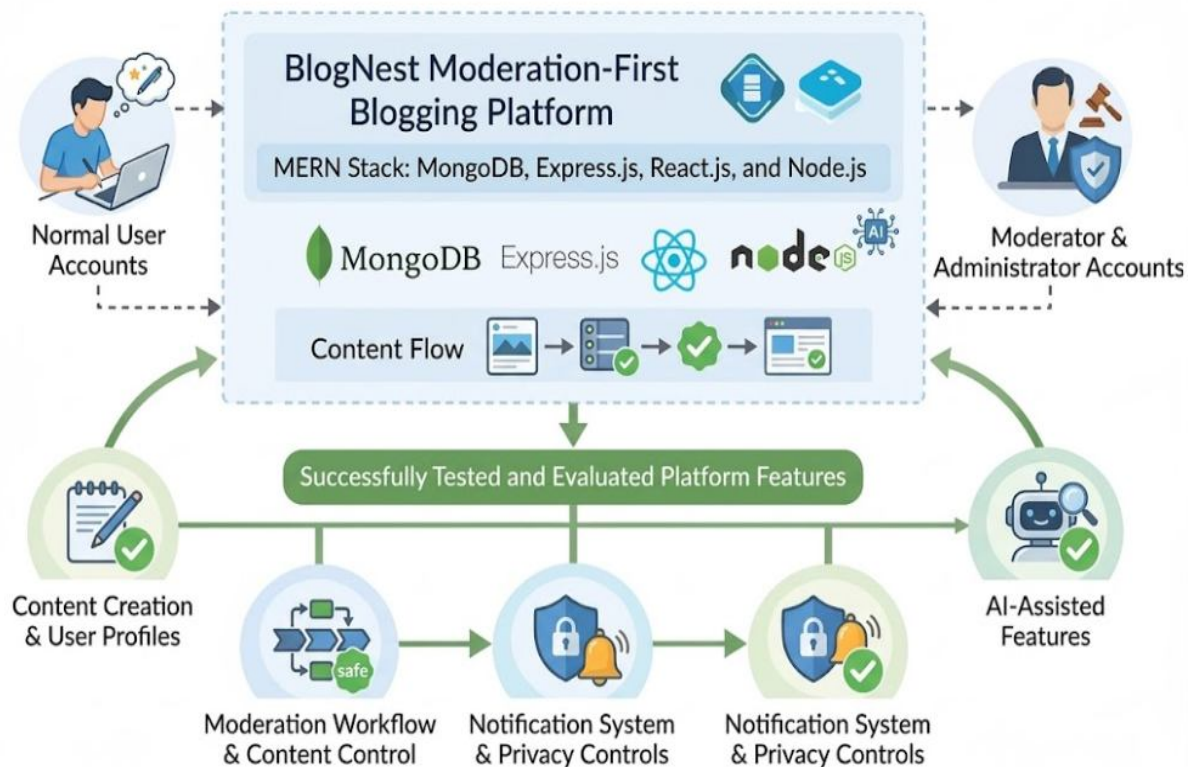 BlogNest Moderation-First
Blogging Platform
MERN Stack: MongoDB, Express.js, React.js, and Node.js
Normal User
Accounts
MongoDB
Express.js
node
JS
AI
Moderator &
Administrator Accounts
Content Flow
Successfully Tested and Evaluated Platform Features
Content Creation
& User Profiles
safe
AI-Assisted
Features
Moderation Workflow
& Content Control
Notification System
& Privacy Controls
Notification System
& Privacy Controls